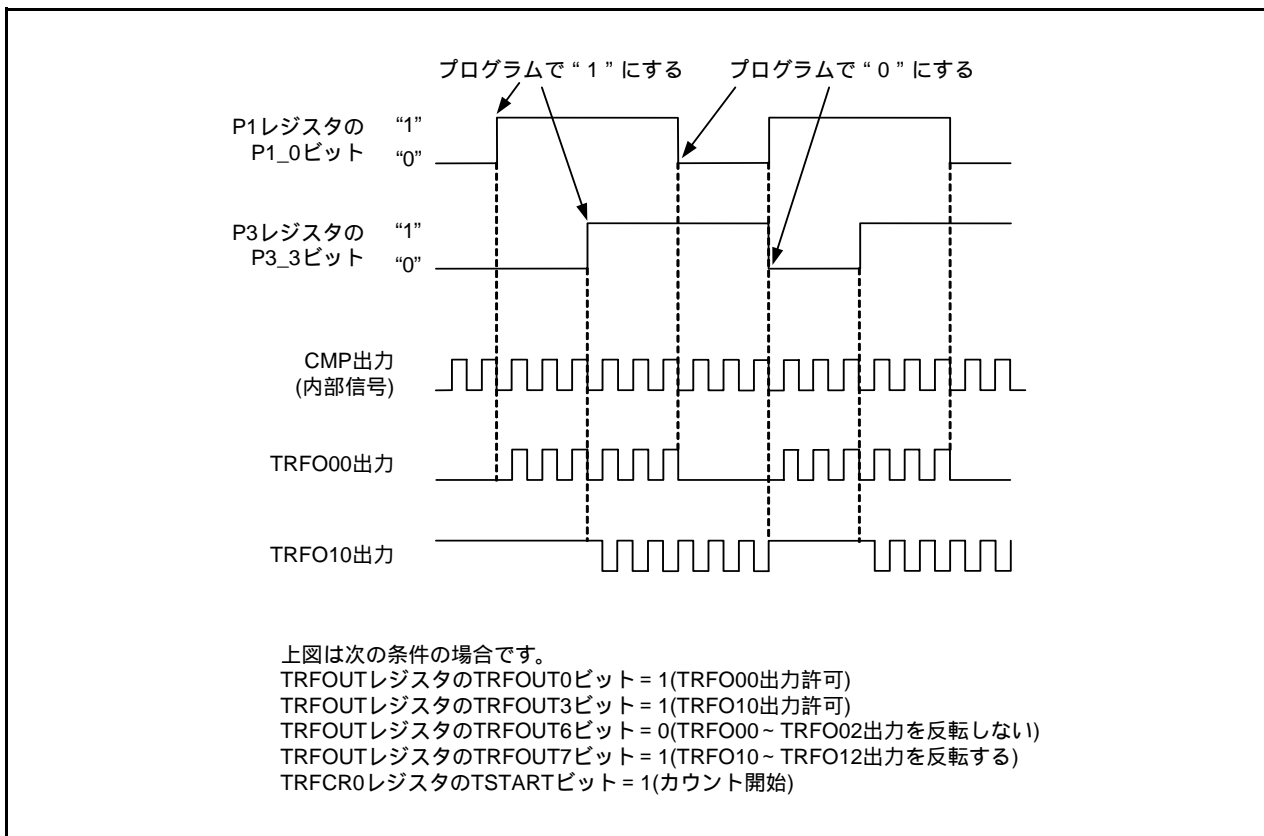 プログラムで “ 1 ” にする プログラムで “ 0 ” にする
P1レジスタの “1”
P1_0ビット “0”
P3レジスタの “1”
P3_3ビット “0”
CMP出力
(内部信号)
TRFO00出力
TRFO10出力
上図は次の条件の場合です。
TRFOUTレジスタのTRFOUT0ビット = 1(TRFO00出力許可)
TRFOUTレジスタのTRFOUT3ビット = 1(TRFO10出力許可)
TRFOUTレジスタのTRFOUT6ビット = 0(TRFO00 ~ TRFO02出力を反転しない)
TRFOUTレジスタのTRFOUT7ビット = 1(TRFO10 ~ TRFO12出力を反転する)
TRFCR0レジスタのTSTARTビット = 1(カウント開始)